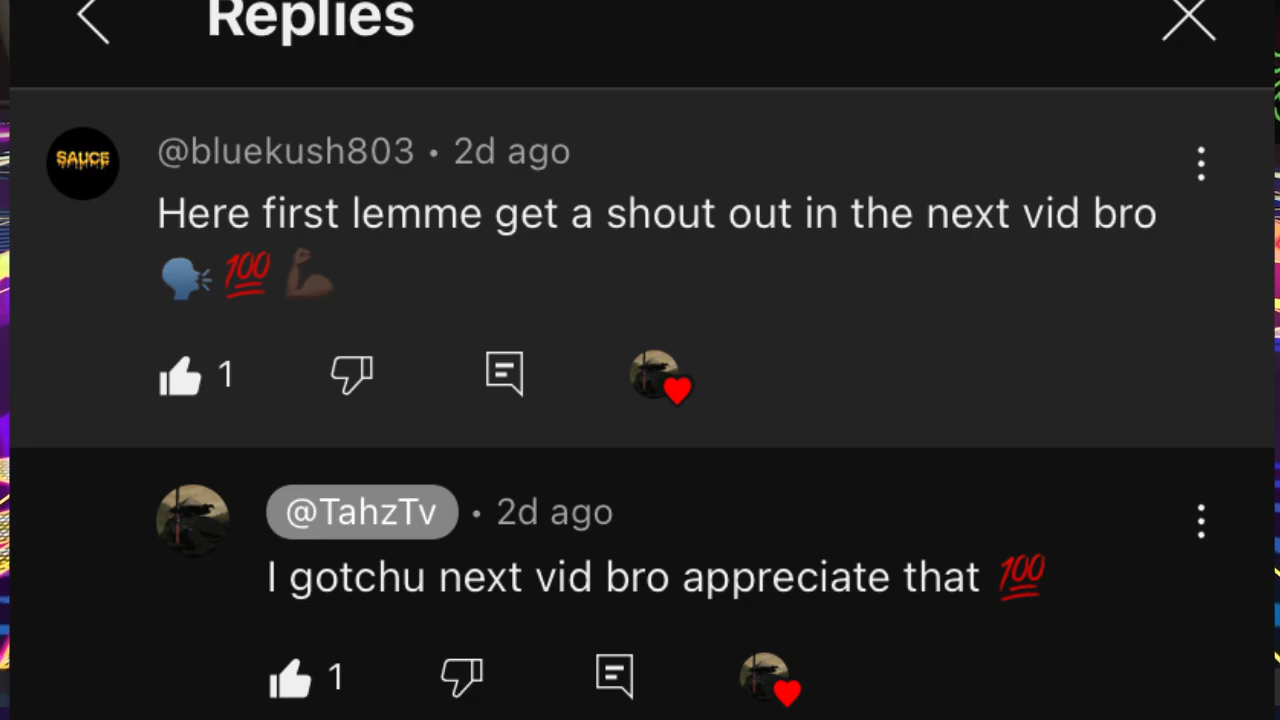 Replies
SAUCE
@bluekush803 • 2d ago
Here first lemme get a shout out in the next vid bro
🗣️ 💯 💪🏿
1
@TahzTv • 2d ago
I gotchu next vid bro appreciate that 💯
1